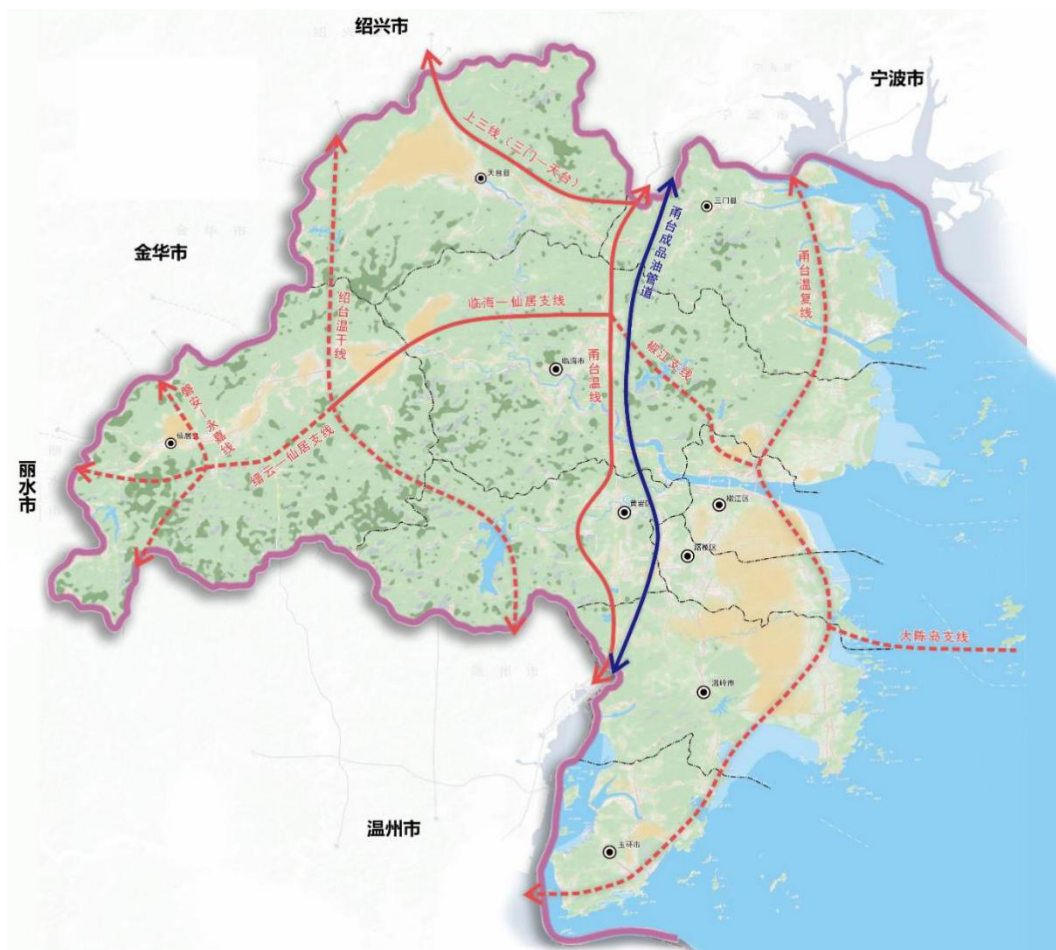 绍兴市
宁波市
上三线（三门—天台）
天台县
三门县
甬台成品油管道
金华市
甬台温复线
绍台温干线
临海—仙居支线
甬台温线
椒江支线
临海市
磐安—永嘉线
仙居县
缙云—仙居支线
丽水市
黄岩区
椒江区
路桥区
大陈岛支线
温岭市
温州市
玉环市